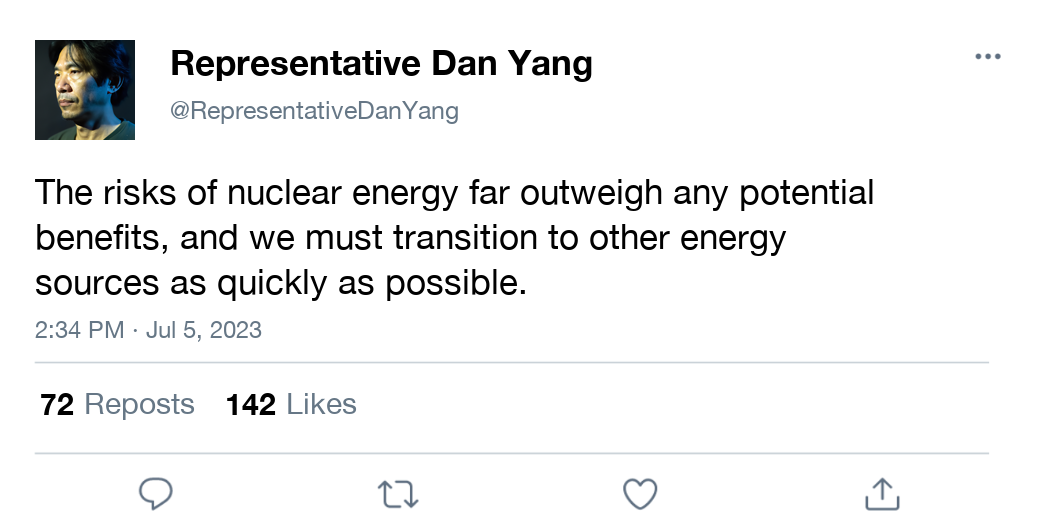 Representative Dan Yang
@RepresentativeDanYang
The risks of nuclear energy far outweigh any potential
benefits, and we must transition to other energy
sources as quickly as possible.
2:34 PM · Jul 5, 2023
72 Reposts 142 Likes